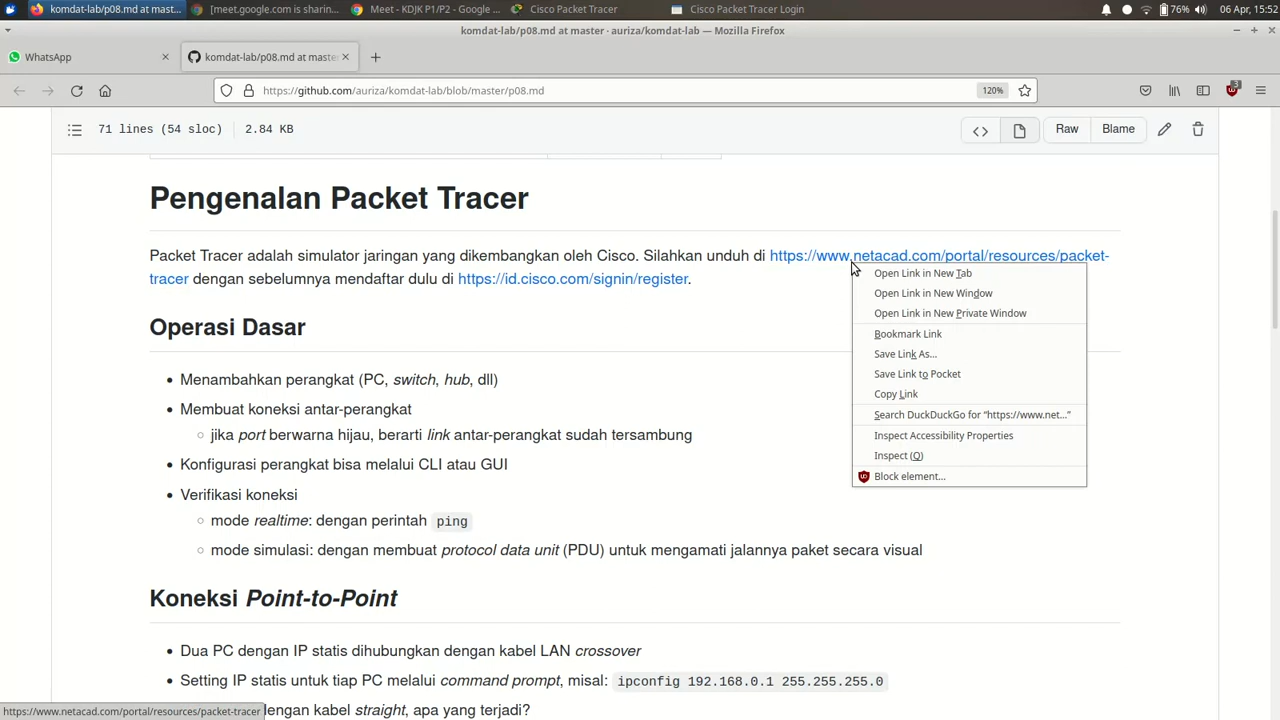 komdat-lab/p08.md at mast...
[meet.google.com is sharin...
Meet - KDJK P1/P2 - Google ...
Cisco Packet Tracer
Cisco Packet Tracer Login
76%
06 Apr, 15:52
komdat-lab/p08.md at master · auriza/komdat-lab — Mozilla Firefox
WhatsApp
komdat-lab/p08.md at master
https://github.com/auriza/komdat-lab/blob/master/p08.md
120%
3
71 lines (54 sloc)
2.84 KB
Raw
Blame
Pengenalan Packet Tracer
Packet Tracer adalah simulator jaringan yang dikembangkan oleh Cisco. Silahkan unduh di https://www.netacad.com/portal/resources/packet-
tracer dengan sebelumnya mendaftar dulu di https://id.cisco.com/signin/register.
Open Link in New Tab
Open Link in New Window
Open Link in New Private Window
Bookmark Link
Save Link As...
Save Link to Pocket
Copy Link
Search DuckDuckGo for “https://www.net...”
Inspect Accessibility Properties
Inspect (Q)
Block element...
Operasi Dasar
Menambahkan perangkat (PC, switch, hub, dll)
Membuat koneksi antar-perangkat
jika port berwarna hijau, berarti link antar-perangkat sudah tersambung
Konfigurasi perangkat bisa melalui CLI atau GUI
Verifikasi koneksi
mode realtime: dengan perintah ping
mode simulasi: dengan membuat protocol data unit (PDU) untuk mengamati jalannya paket secara visual
Koneksi Point-to-Point
Dua PC dengan IP statis dihubungkan dengan kabel LAN crossover
Setting IP statis untuk tiap PC melalui command prompt, misal: ipconfig 192.168.0.1 255.255.255.0
dengan kabel straight, apa yang terjadi?
https://www.netacad.com/portal/resources/packet-tracer